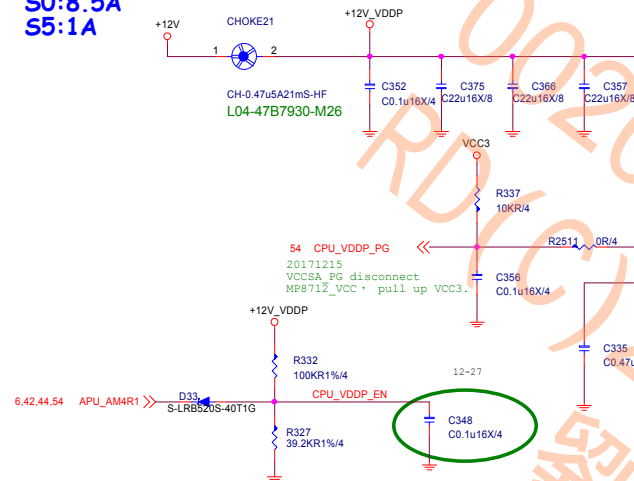 S0:8.5A
S5:1A
+12V
CHOKE21
+12V_VDDP
1
2
CH-0.47u5A21mS-HF
L04-47B7930-M26
C352
C0.1u16X/4
C375
C22u16X/8
C366
C22u16X/8
C357
C22u16X/8
VCC3
R337
10KR/4
54 CPU_VDDP_PG
R2511
0R/4
20171215
VCCSA_PG disconnect
MP8712_VCC, pull up VCC3.
C356
C0.1u16X/4
+12V_VDDP
R332
100KR1%/4
C335
C0.47u
12-27
6,42,44,54 APU_AM4R1
D33
S-LRB520S-40T1G
CPU_VDDP_EN
C348
C0.1u16X/4
R327
39.2KR1%/4
002
RD(C)
劉